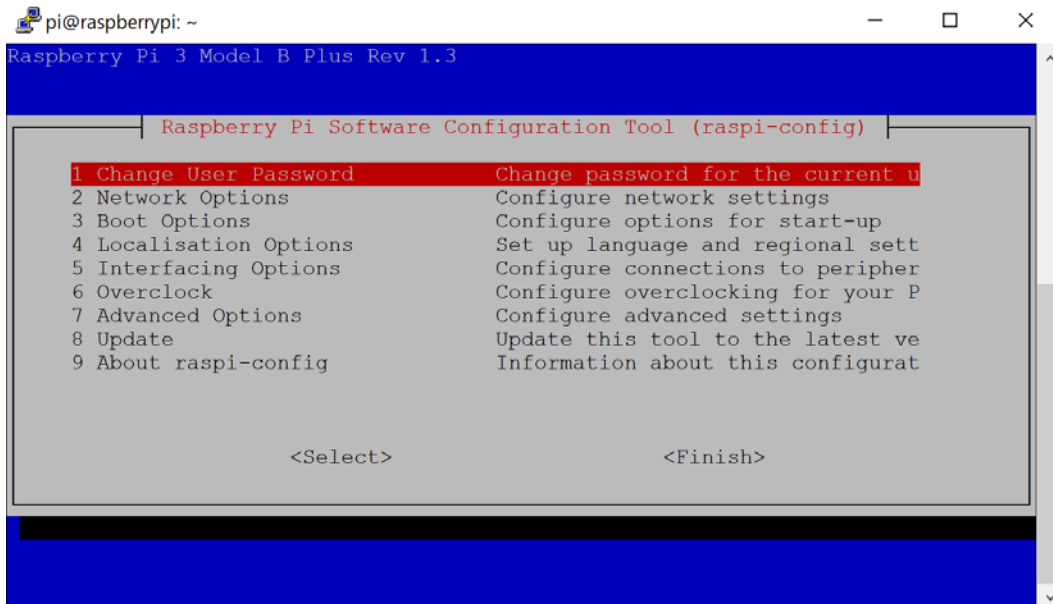 pi@raspberrypi: ~
Raspberry Pi 3 Model B Plus Rev 1.3
Raspberry Pi Software Configuration Tool (raspi-config)
1 Change User Password Change password for the current u
2 Network Options Configure network settings
3 Boot Options Configure options for start-up
4 Localisation Options Set up language and regional sett
5 Interfacing Options Configure connections to peripher
6 Overclock Configure overclocking for your P
7 Advanced Options Configure advanced settings
8 Update Update this tool to the latest ve
9 About raspi-config Information about this configurat
<Select> <Finish>